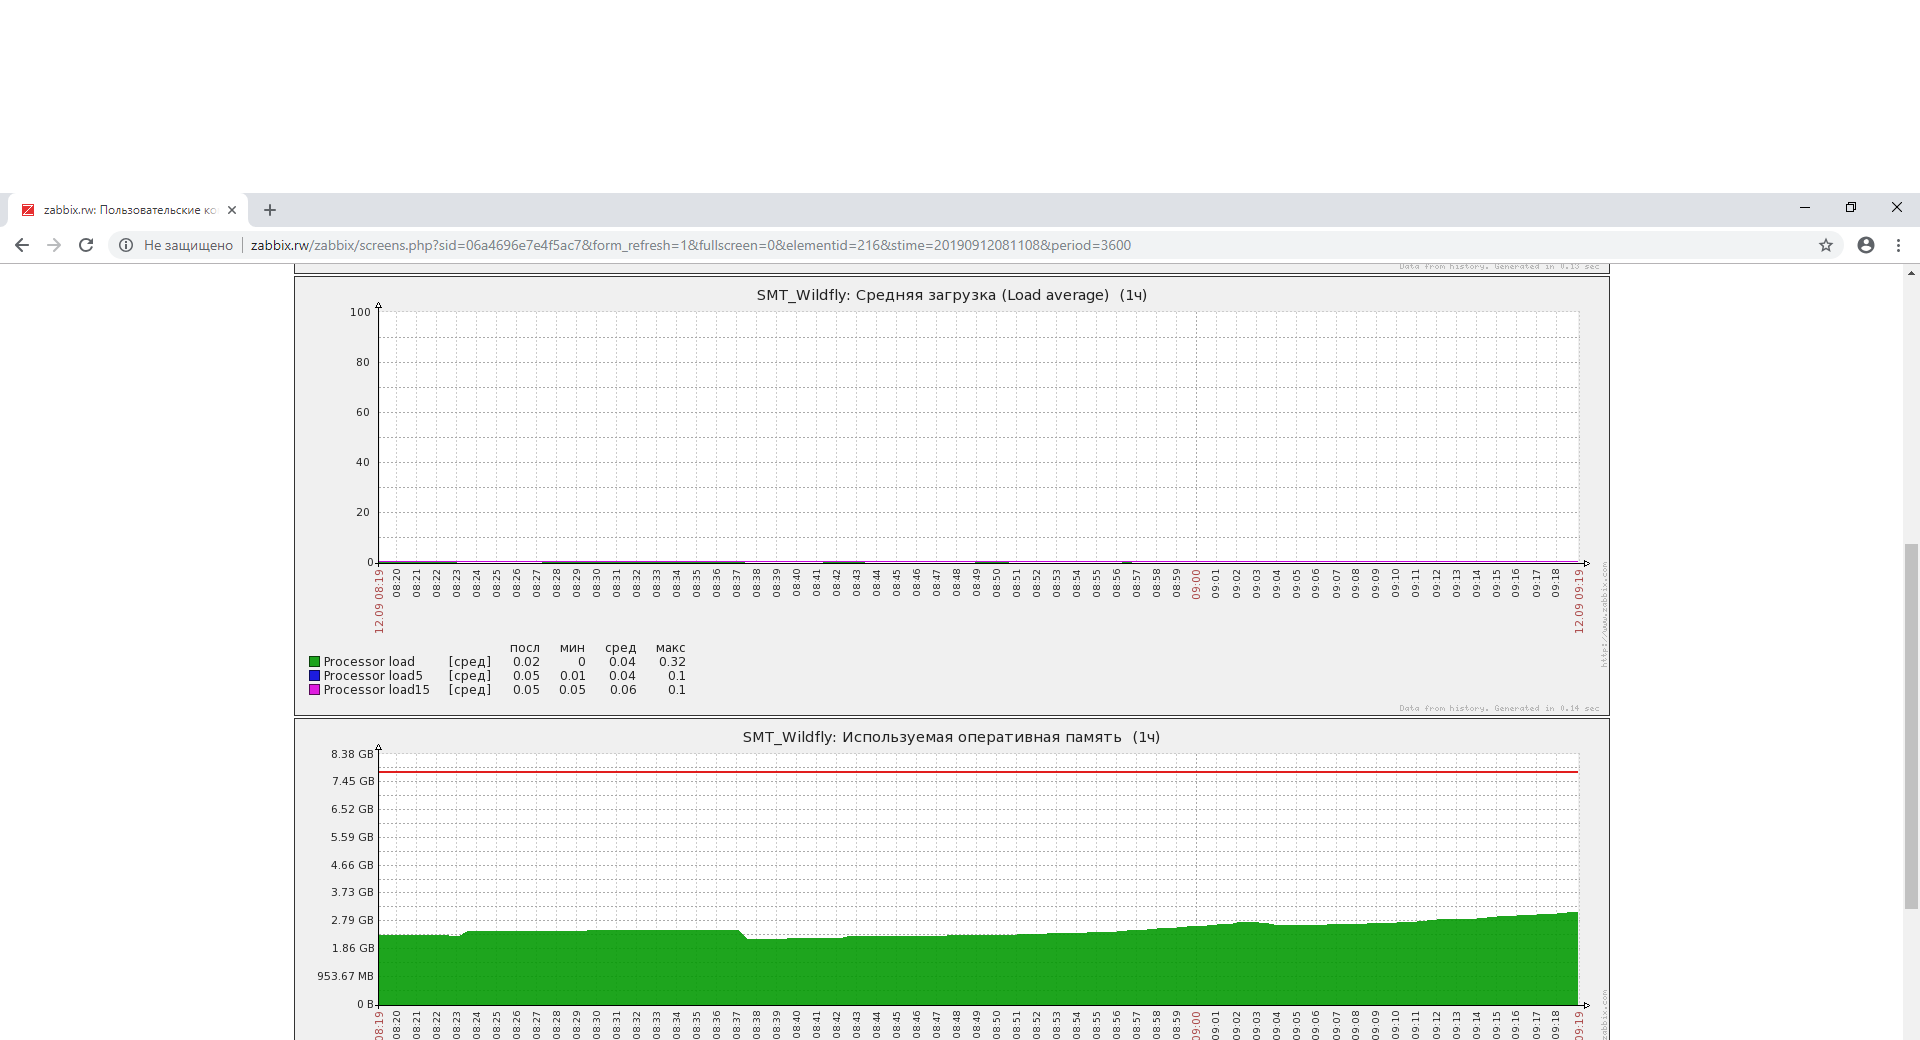 zabbix.rw: Пользовательские ко
Не защищено
zabbix.rw/zabbix/screens.php?sid=06a4696e7e4f5ac7&form_refresh=1&fullscreen=0&elementid=216&stime=20190912081108&period=3600
Data from history. Generated in 0.13 sec
SMT_Wildfly: Средняя загрузка (Load average) (1ч)
100
80
60
40
20
0
12.09 08:19 08:20 08:21 08:22 08:23 08:24 08:25 08:26 08:27 08:28 08:29 08:30 08:31 08:32 08:33 08:34 08:35 08:36 08:37 08:38 08:39 08:40 08:41 08:42 08:43 08:44 08:45 08:46 08:47 08:48 08:49 08:50 08:51 08:52 08:53 08:54 08:55 08:56 08:57 08:58 08:59 09:00 09:01 09:02 09:03 09:04 09:05 09:06 09:07 09:08 09:09 09:10 09:11 09:12 09:13 09:14 09:15 09:16 09:17 09:18 12.09 09:19
http://www.zabbix.com
посл мин сред макс
Processor load [сред] 0.02 0 0.04 0.32
Processor load5 [сред] 0.05 0.01 0.04 0.1
Processor load15 [сред] 0.05 0.05 0.06 0.1
Data from history. Generated in 0.14 sec
SMT_Wildfly: Используемая оперативная память (1ч)
8.38 GB
7.45 GB
6.52 GB
5.59 GB
4.66 GB
3.73 GB
2.79 GB
1.86 GB
953.67 MB
0 B
08:19 08:20 08:21 08:22 08:23 08:24 08:25 08:26 08:27 08:28 08:29 08:30 08:31 08:32 08:33 08:34 08:35 08:36 08:37 08:38 08:39 08:40 08:41 08:42 08:43 08:44 08:45 08:46 08:47 08:48 08:49 08:50 08:51 08:52 08:53 08:54 08:55 08:56 08:57 08:58 08:59 09:00 09:01 09:02 09:03 09:04 09:05 09:06 09:07 09:08 09:09 09:10 09:11 09:12 09:13 09:14 09:15 09:16 09:17 09:18 09:19
zabbix.com